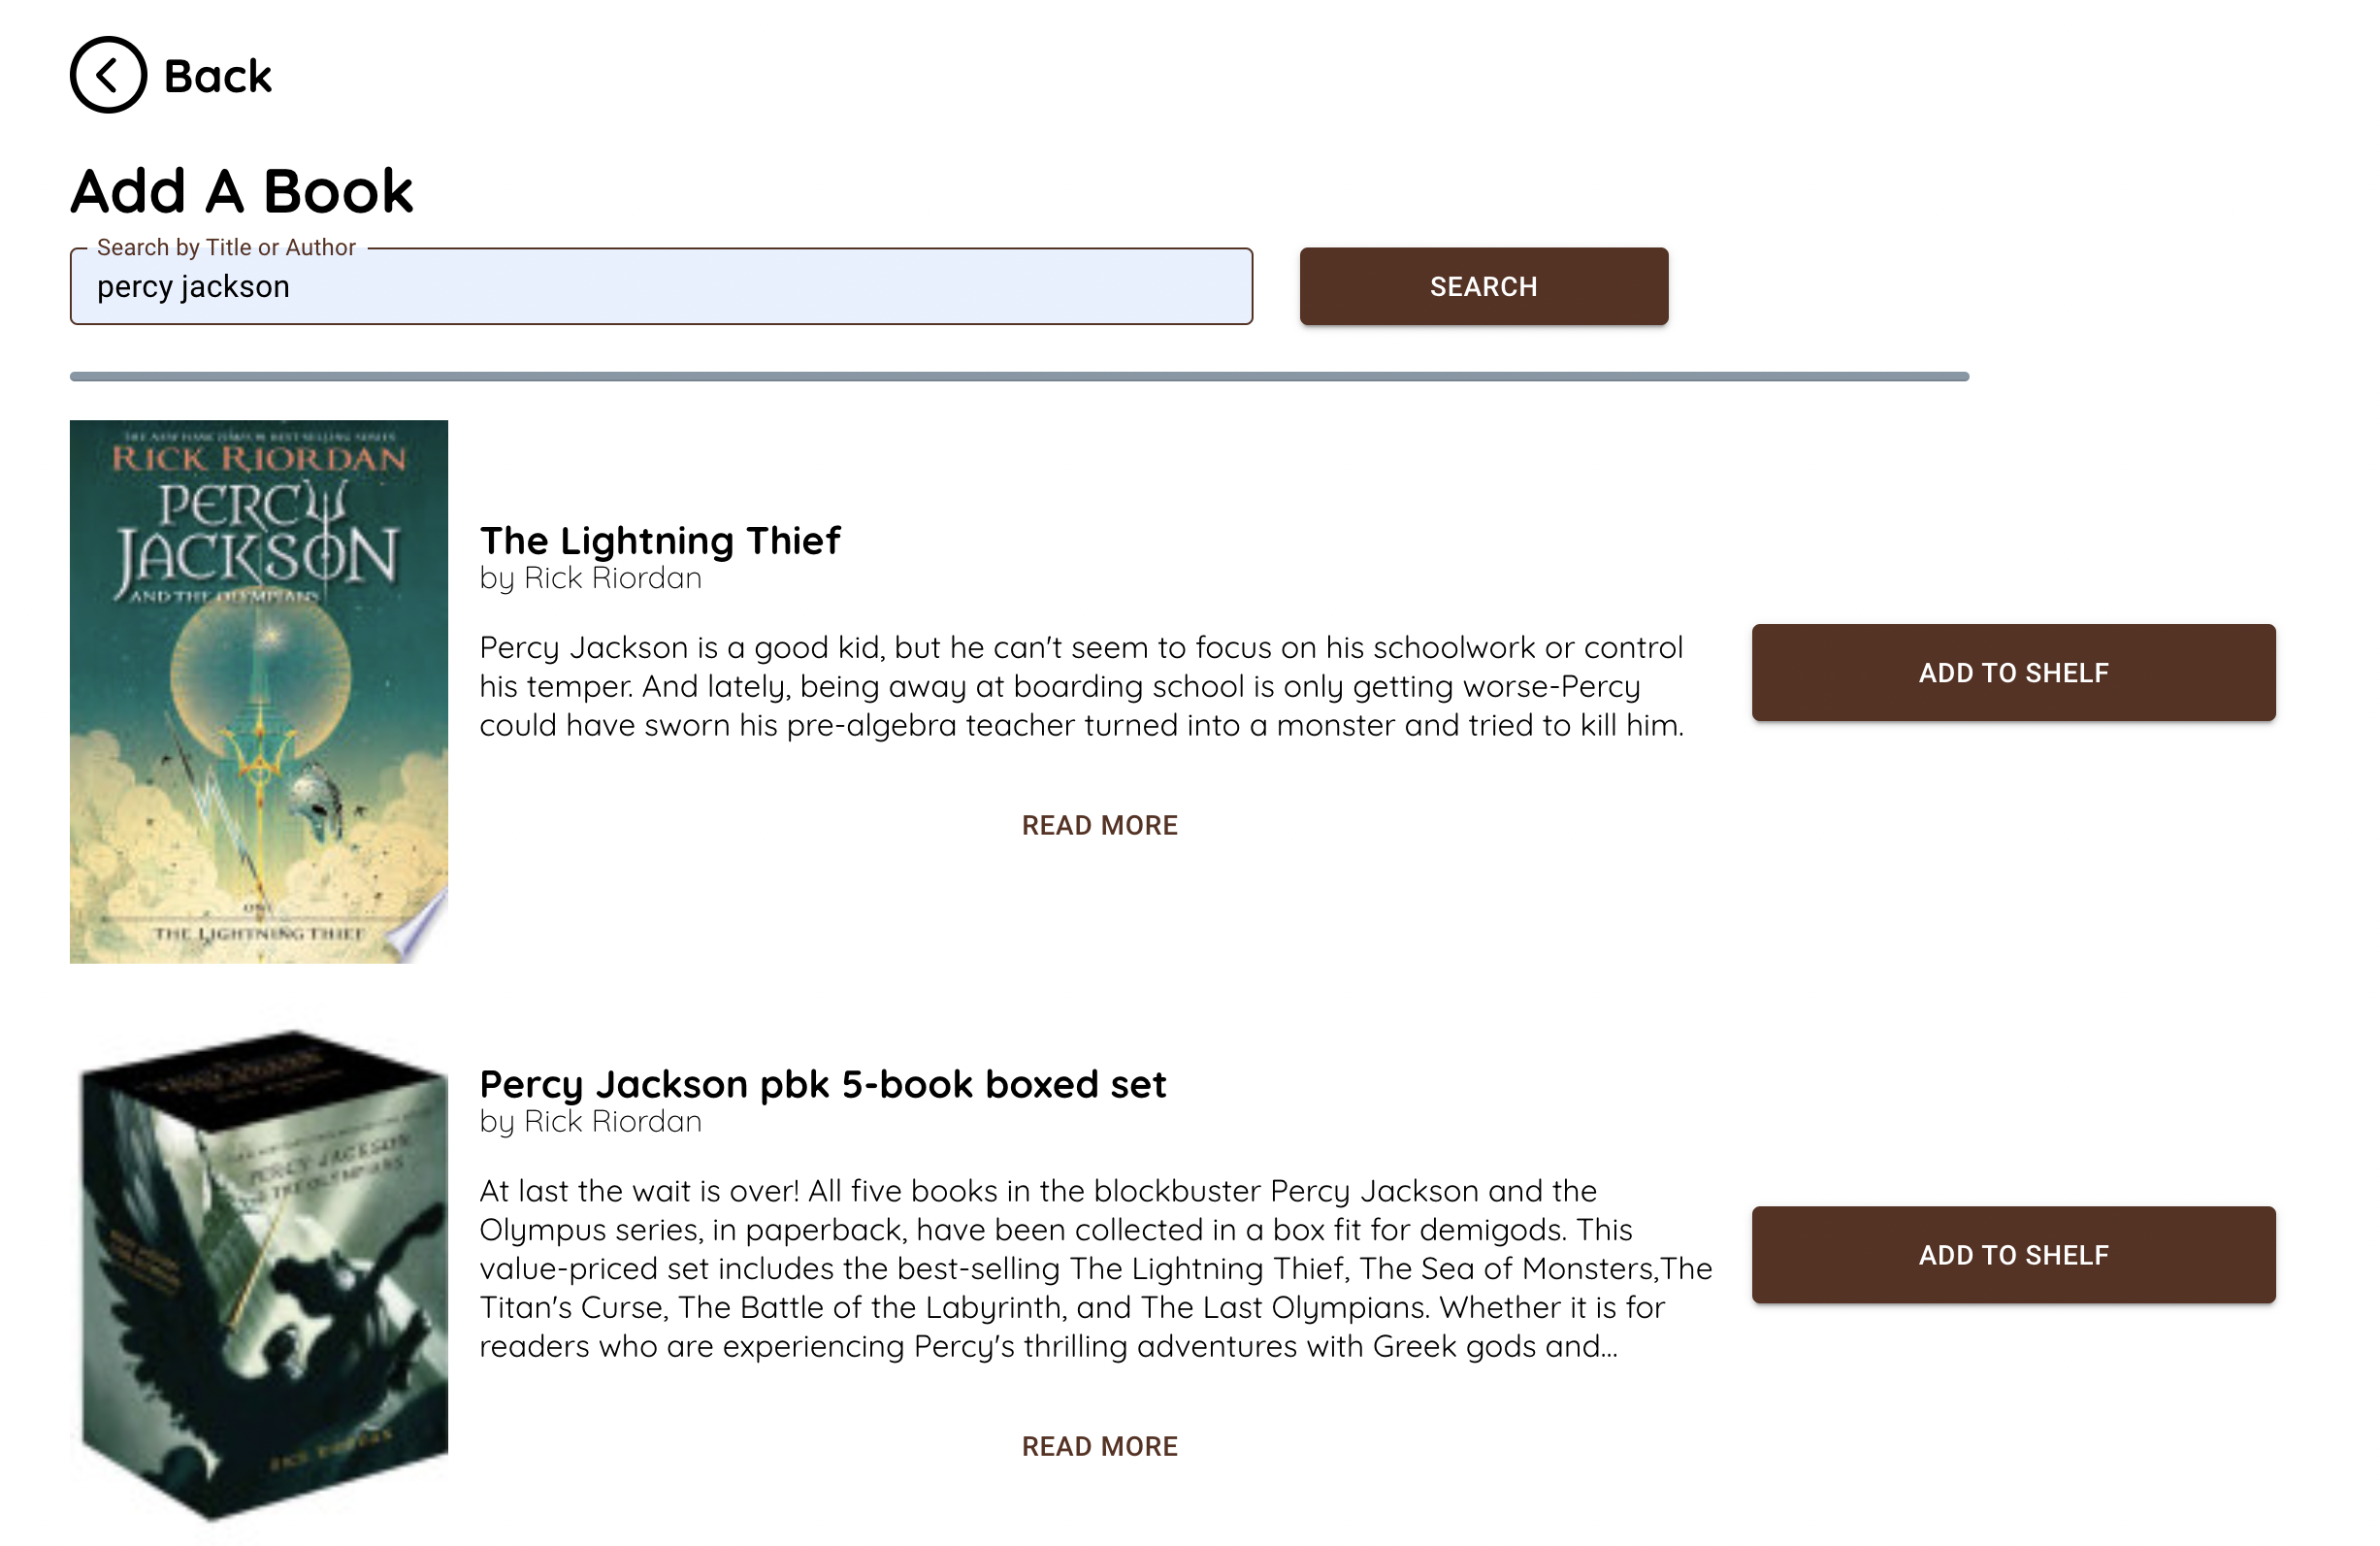 Back
Add A Book
Search by Title or Author
percy jackson
SEARCH
THE NEW YORK TIMES BEST-SELLING SERIES
RICK RIORDAN
PERCY
JACKSON
AND THE OLYMPIANS
ONE
THE LIGHTNING THIEF
The Lightning Thief
by Rick Riordan
Percy Jackson is a good kid, but he can't seem to focus on his schoolwork or control
his temper. And lately, being away at boarding school is only getting worse-Percy
could have sworn his pre-algebra teacher turned into a monster and tried to kill him.
READ MORE
ADD TO SHELF
PERCY JACKSON
AND THE OLYMPIANS
RICK RIORDAN
Percy Jackson pbk 5-book boxed set
by Rick Riordan
At last the wait is over! All five books in the blockbuster Percy Jackson and the
Olympus series, in paperback, have been collected in a box fit for demigods. This
value-priced set includes the best-selling The Lightning Thief, The Sea of Monsters,The
Titan's Curse, The Battle of the Labyrinth, and The Last Olympians. Whether it is for
readers who are experiencing Percy's thrilling adventures with Greek gods and...
READ MORE
ADD TO SHELF